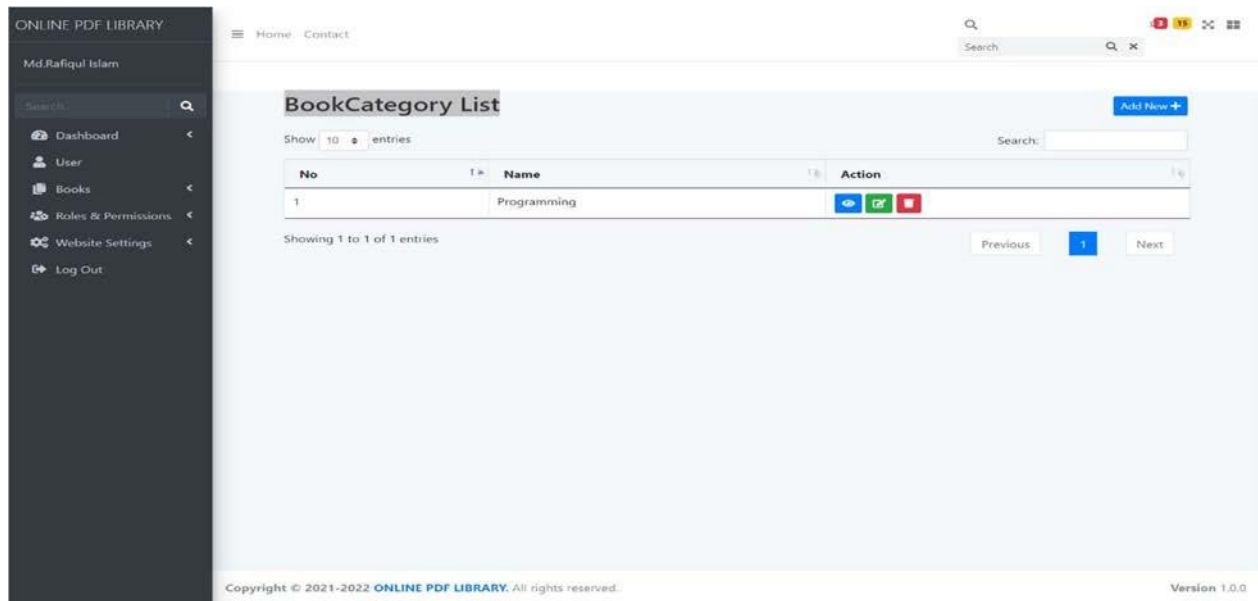 ONLINE PDF LIBRARY
Md.Rafiqul Islam
Search..
Dashboard
User
Books
Roles & Permissions
Website Settings
Log Out
Home Contact
3 15
Search
BookCategory List
Add New
Show 10 entries
Search:
No Name Action
1 Programming
Showing 1 to 1 of 1 entries
Previous 1 Next
Copyright © 2021-2022 ONLINE PDF LIBRARY. All rights reserved.
Version 1.0.0